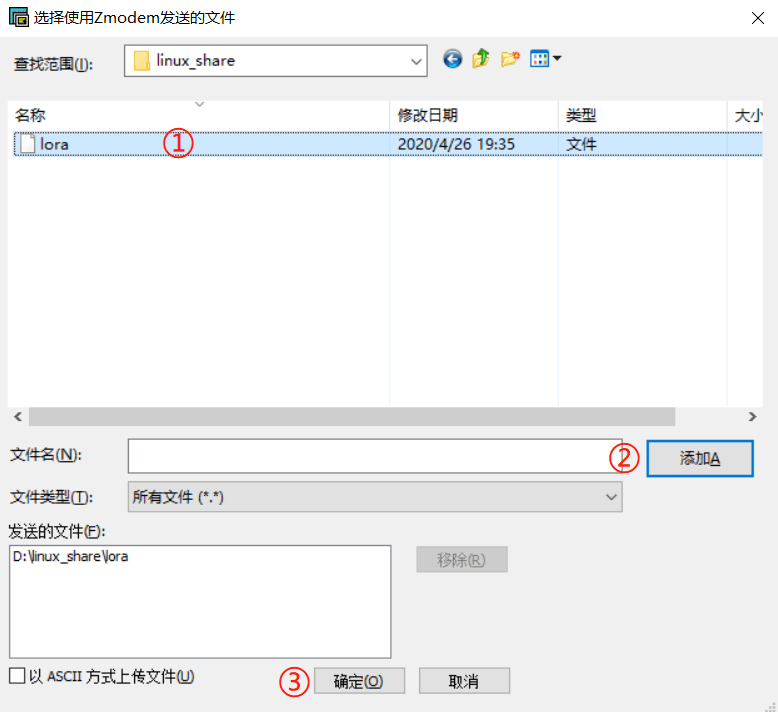 选择使用Zmodem发送的文件
查找范围(I): linux_share
名称 修改日期 类型 大小
lora ① 2020/4/26 19:35 文件
文件名(N): ② 添加A
文件类型(T): 所有文件 (*.*)
发送的文件(F):
D:\linux_share\lora
移除(R)
以 ASCII 方式上传文件(U) ③ 确定(O) 取消